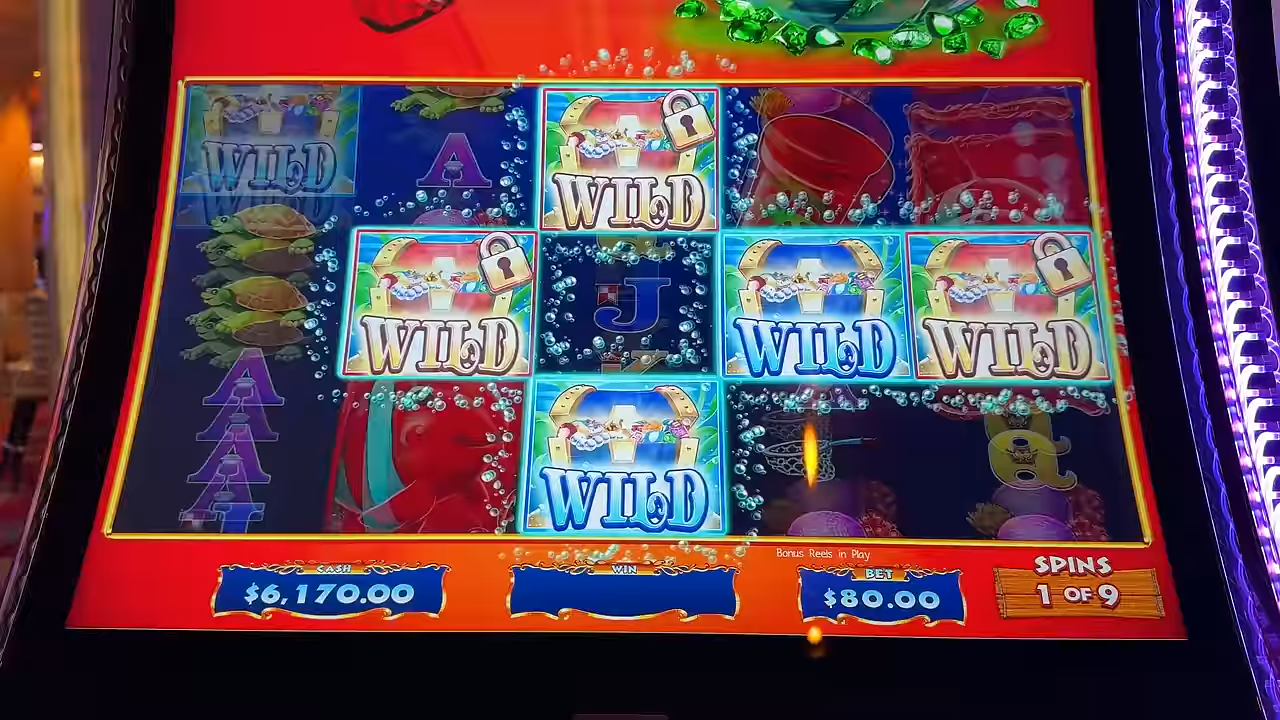 WILD
A
WILD
WILD
WILD
J
WILD
WILD
K
A
A
A
A
J
WILD
Q
Bonus Reels in Play
CASH
WIN
BET
SPINS
$6,170.00
$80.00
1 OF 9